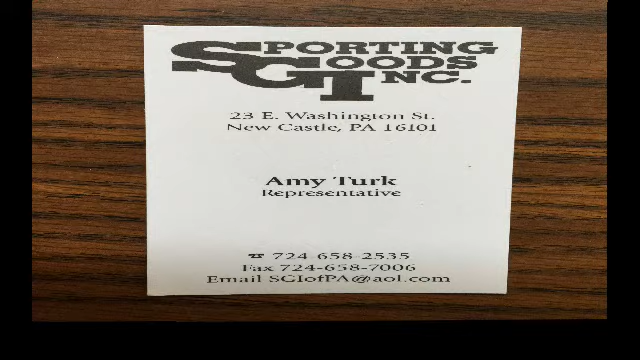 SPORTING
GOODS
INC.
23 E. Washington St.
New Castle, PA 16101
Amy Turk
Representative
☎ 724-658-2535
Fax 724-658-7006
Email SGIofPA@aol.com